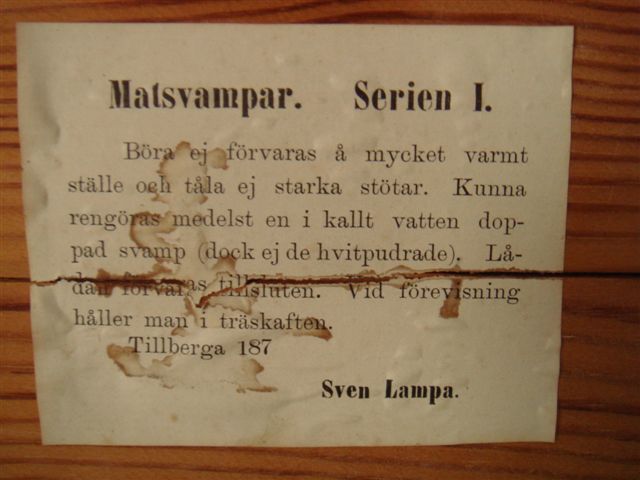 Matsvampar. Serien I.
Böra ej förvaras å mycket varmt
ställe och tåla ej starka stötar. Kunna
rengöras medelst en i kallt vatten dop-
pad svamp (dock ej de hvitpudrade). Lå-
dan förvaras tillsluten. Vid förevisning
håller man i träskaften.
Tillberga 187
Sven Lampa.